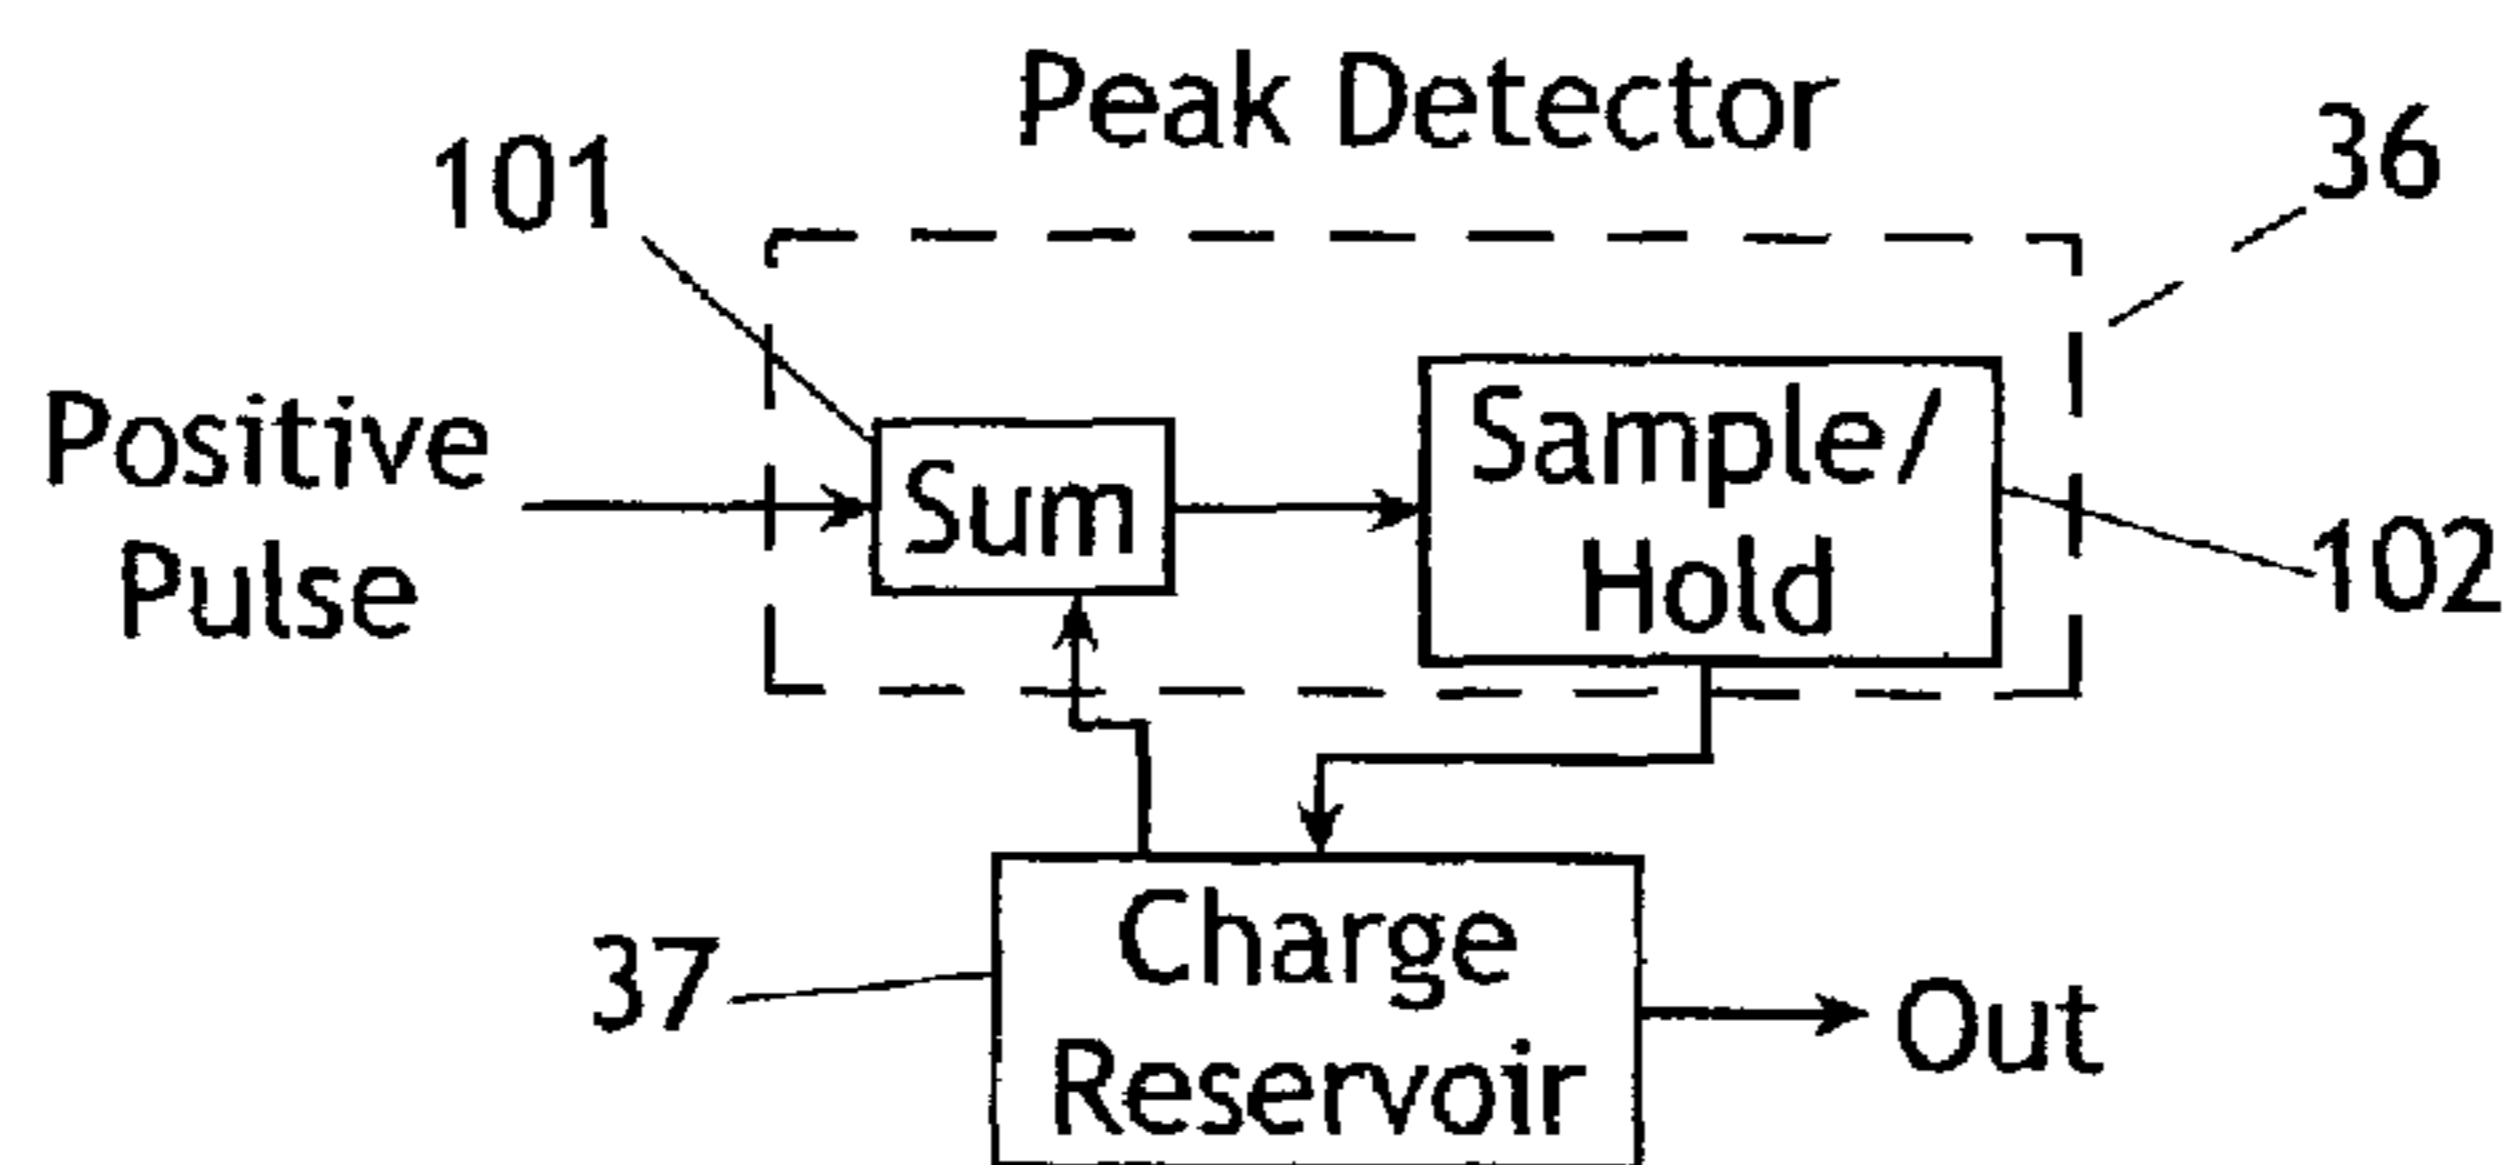 Peak Detector
36
101
Positive
Pulse
Sum
Sample/
Hold
102
37
Charge
Reservoir
Out